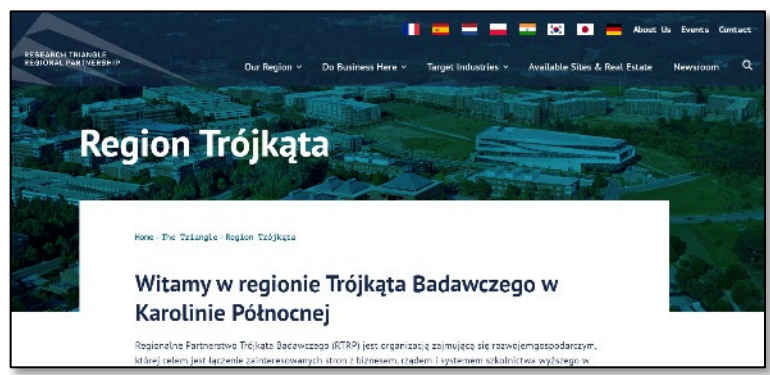 About Us Events Contact
RESEARCH TRIANGLE
REGIONAL PARTNERSHIP
Our Region Do Business Here Target Industries Available Sites & Real Estate Newsroom
Region Trójkąta
Home › The Triangle › Region Trójkąta
Witamy w regionie Trójkąta Badawczego w
Karolinie Północnej
Regionalne Partnerstwo Trójkąta Badawczego (RTRP) jest organizacją zajmującą się rozwojemgospodarczym,
której celem jest łączenie zainteresowanych stron z biznesem, rządem i systemem szkolnictwa wyższego w